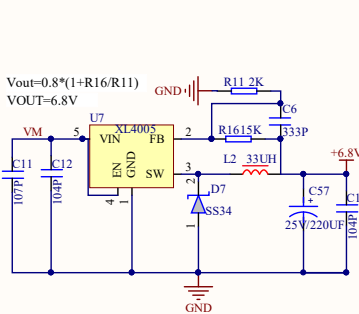 Vout=0.8*(1+R16/R11)
VOUT=6.8V
GND
R11 2K
C6
333P
U7
XL4005
VM
5
VIN
FB
2
R1615K
EN
GND
SW
3
4
1
L2 33UH
+6.8V
C11
107P
C12
104P
2
D7
SS34
1
C57
+
25V/220UF
C1
104P
GND